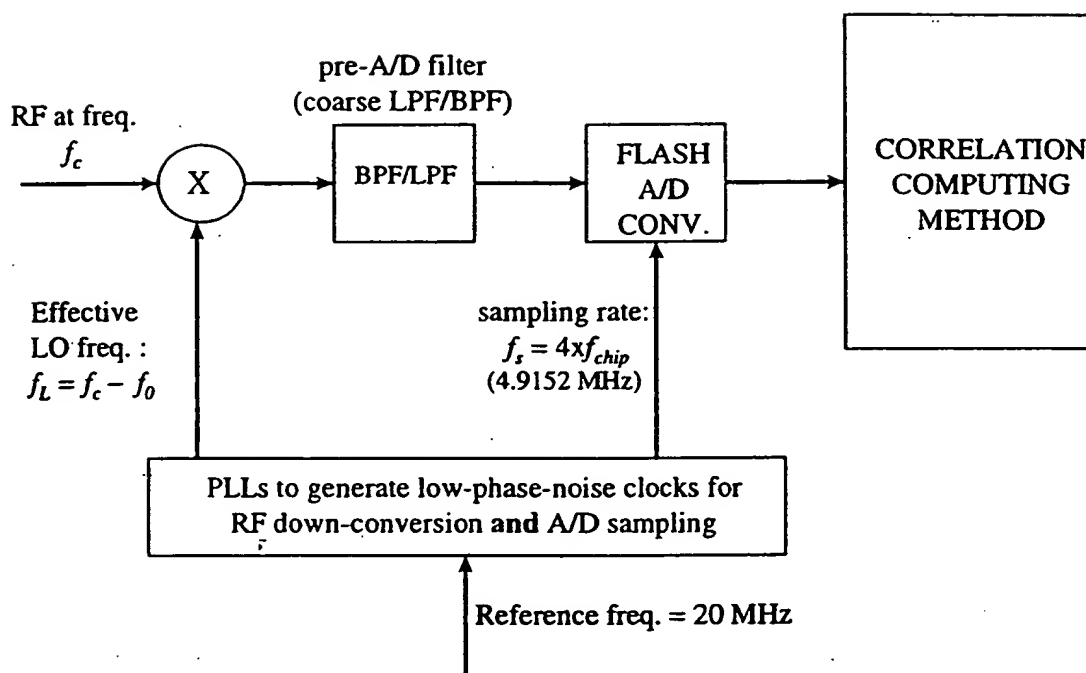 pre-A/D filter
(coarse LPF/BPF)
RF at freq.
f_c
X
BPF/LPF
FLASH
A/D
CONV.
CORRELATION
COMPUTING
METHOD
Effective
LO freq. :
f_L = f_c − f_0
sampling rate:
f_s = 4xf_chip
(4.9152 MHz)
PLLs to generate low-phase-noise clocks for
RF down-conversion and A/D sampling
Reference freq. = 20 MHz